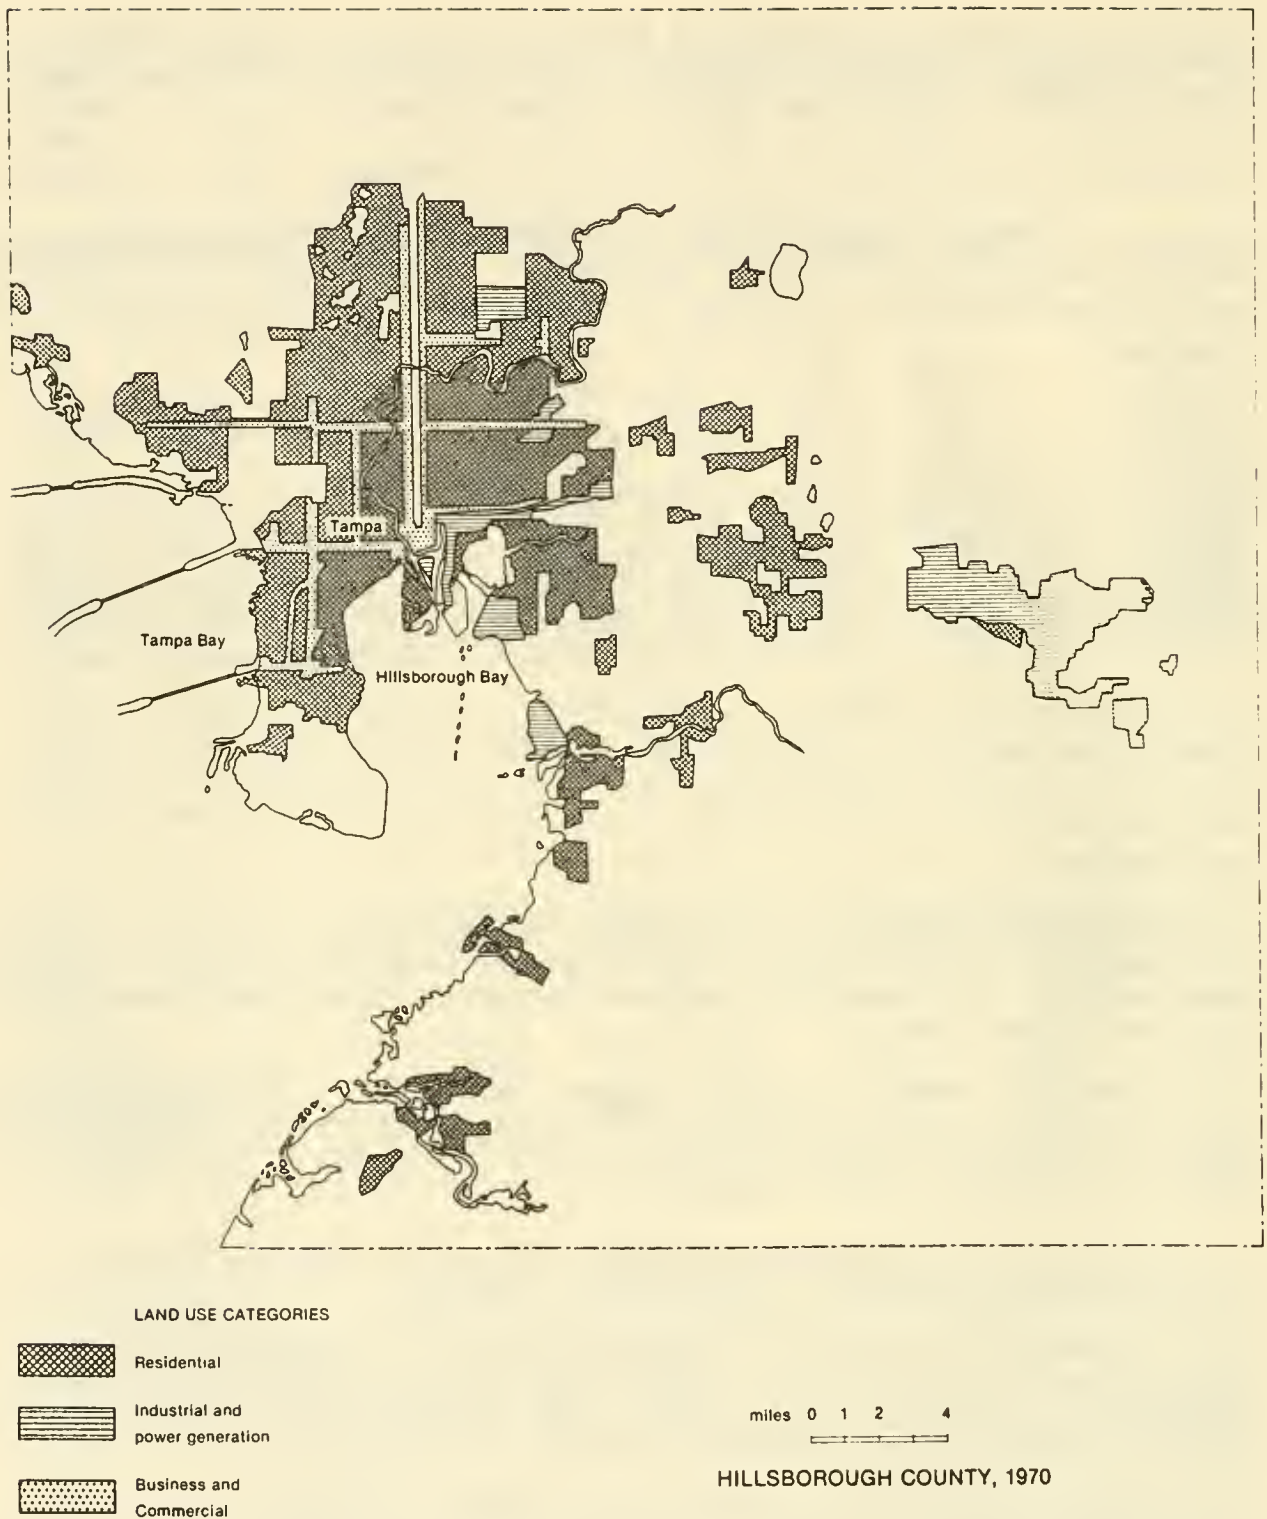 Tampa
Tampa Bay
Hillsborough Bay
LAND USE CATEGORIES
Residential
Industrial and
power generation
Business and
Commercial
miles 0 1 2 4
HILLSBOROUGH COUNTY, 1970